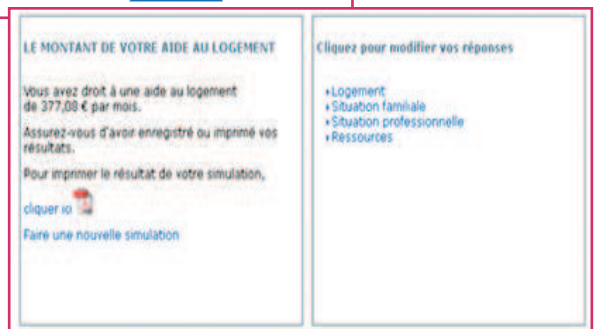 LE MONTANT DE VOTRE AIDE AU LOGEMENT
Vous avez droit à une aide au logement
de 377,08 € par mois.
Assurez-vous d'avoir enregistré ou imprimé vos
résultats.
Pour imprimer le résultat de votre simulation,
cliquer ici
Faire une nouvelle simulation
Cliquez pour modifier vos réponses
Logement
Situation familiale
Situation professionnelle
Ressources